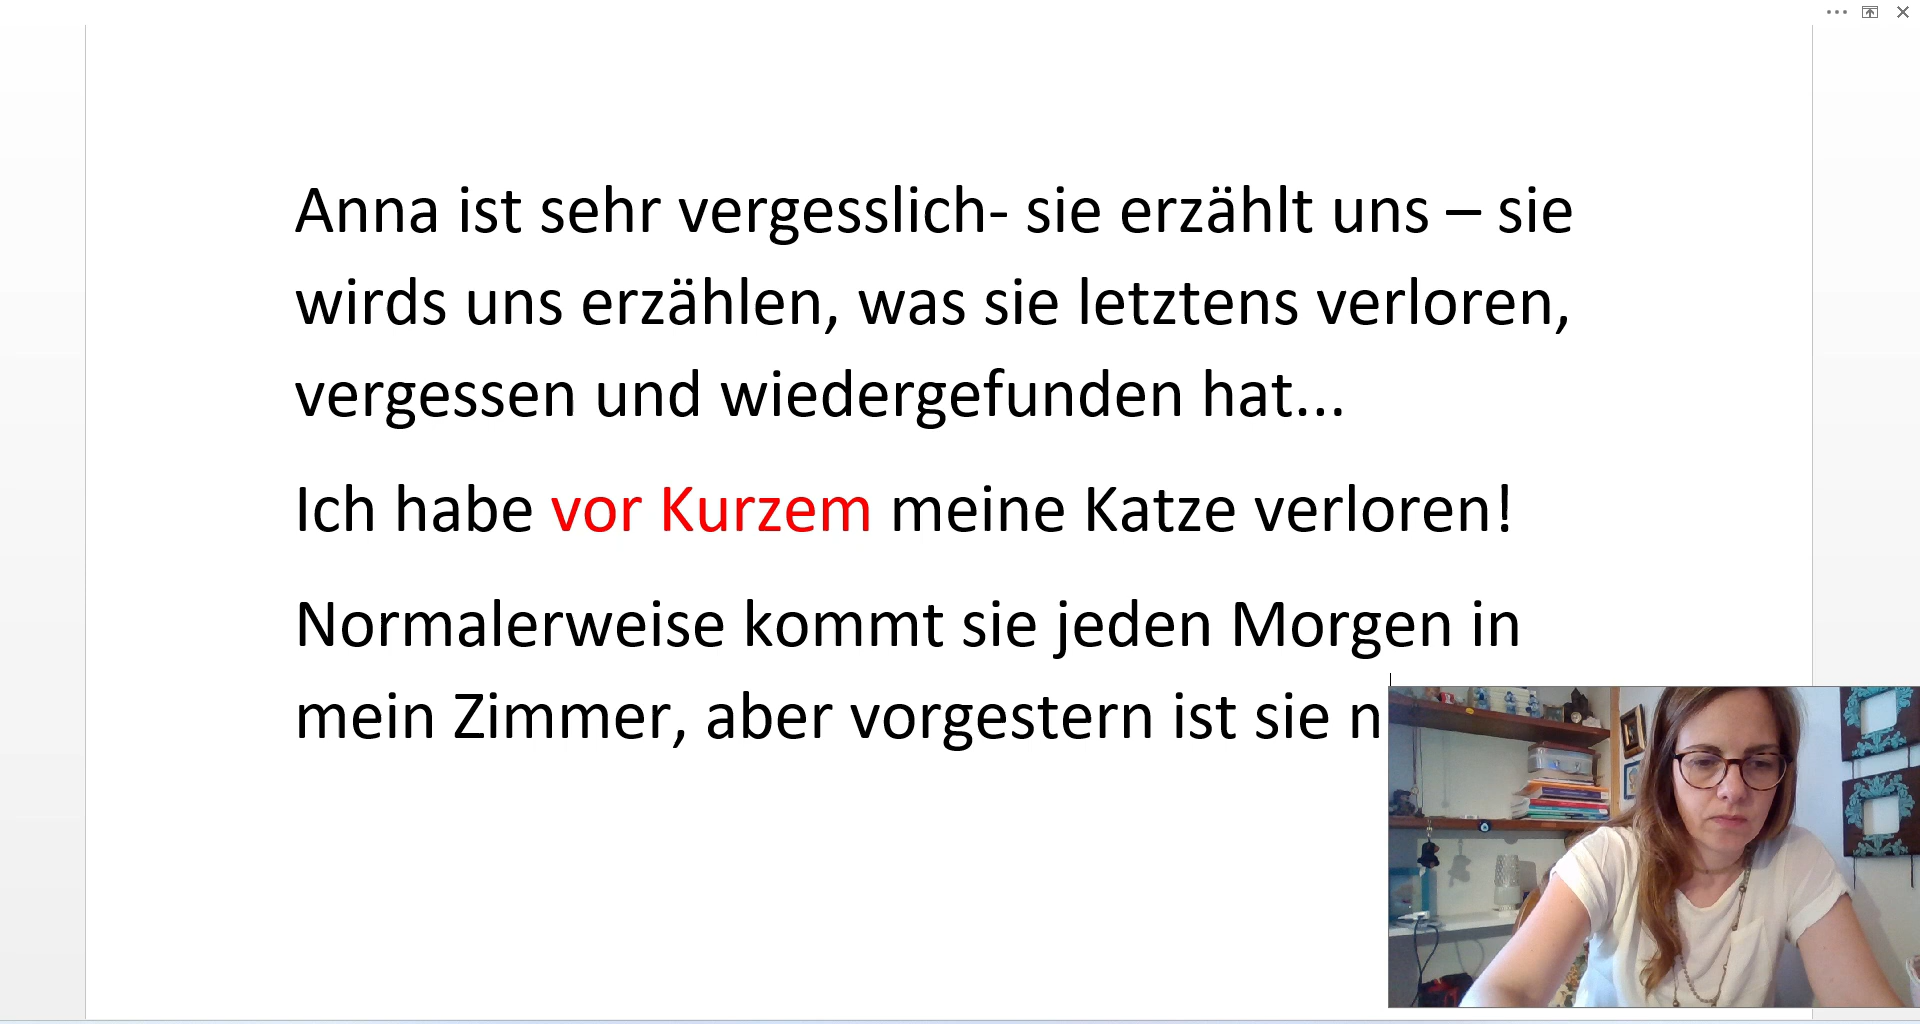 Anna ist sehr vergesslich- sie erzählt uns – sie
wirds uns erzählen, was sie letztens verloren,
vergessen und wiedergefunden hat...
Ich habe vor Kurzem meine Katze verloren!
Normalerweise kommt sie jeden Morgen in
mein Zimmer, aber vorgestern ist sie n